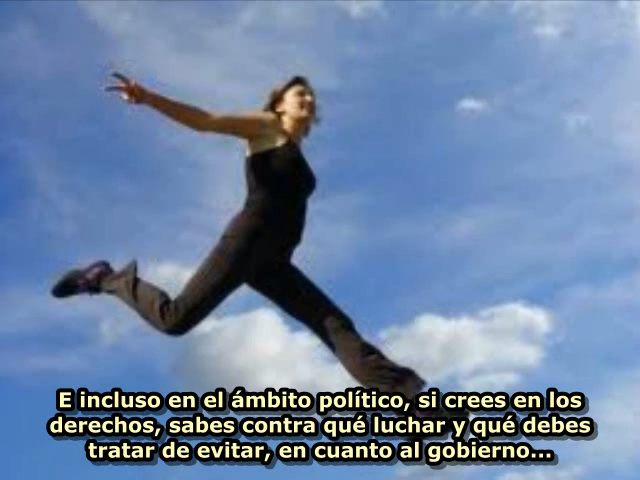 E incluso en el ámbito político, si crees en los
derechos, sabes contra qué luchar y qué debes
tratar de evitar, en cuanto al gobierno...